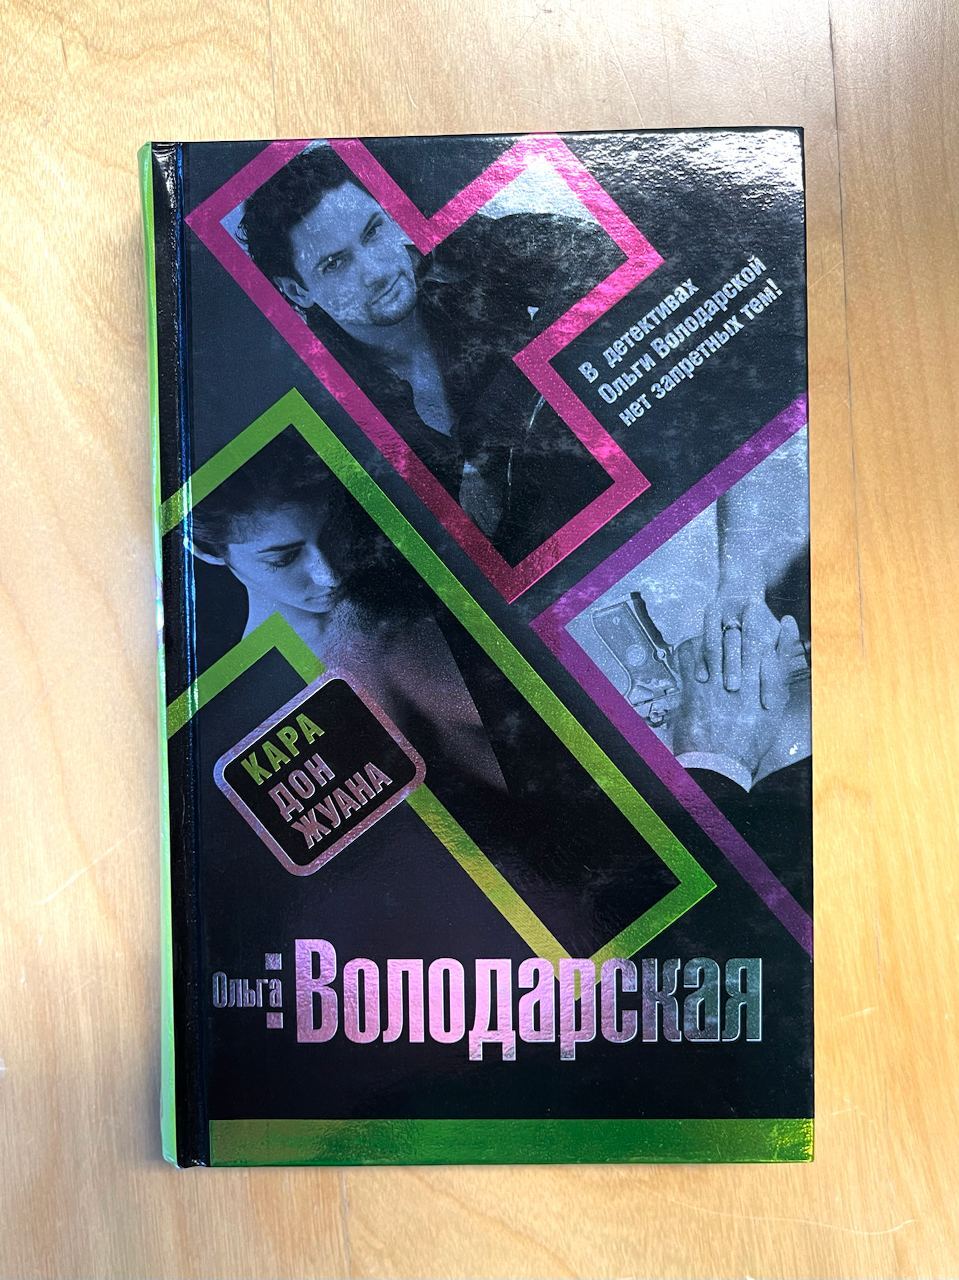 В детективах
Ольги Володарской
нет запретных тем!
КАРА
ДОН
ЖУАНА
Ольга Володарская